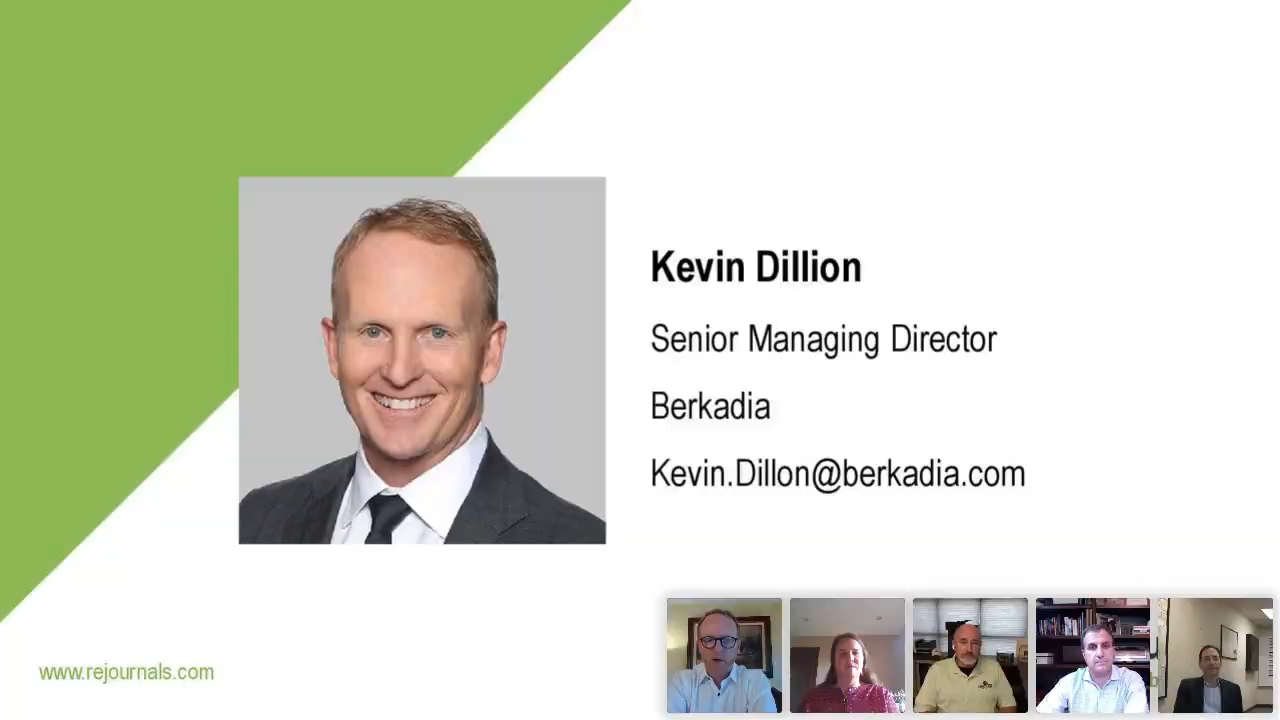 Kevin Dillion
Senior Managing Director
Berkadia
Kevin.Dillon@berkadia.com
www.rejournals.com